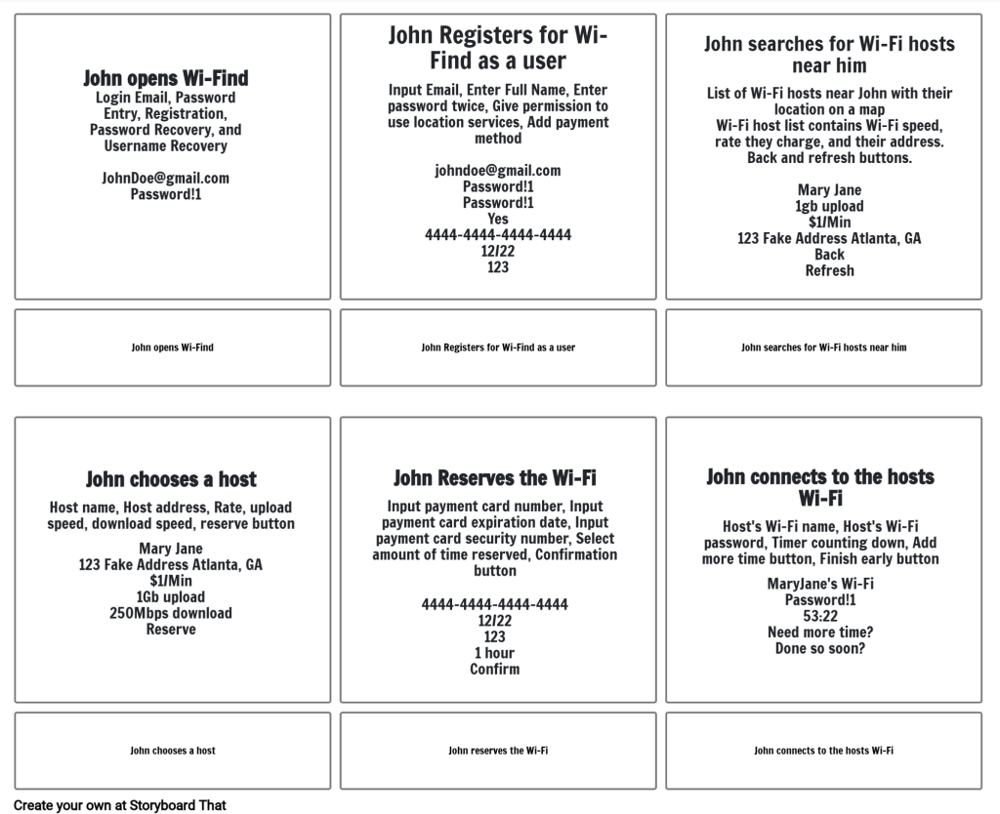 John opens Wi-Find
Login Email, Password
Entry, Registration,
Password Recovery, and
Username Recovery
JohnDoe@gmail.com
Password!1
John Registers for Wi-
Find as a user
Input Email, Enter Full Name, Enter
password twice, Give permission to
use location services, Add payment
method
johndoe@gmail.com
Password!1
Password!1
Yes
4444-4444-4444-4444
12/22
123
John searches for Wi-Fi hosts
near him
List of Wi-Fi hosts near John with their
location on a map
Wi-Fi host list contains Wi-Fi speed,
rate they charge, and their address.
Back and refresh buttons.
Mary Jane
1gb upload
$1/Min
123 Fake Address Atlanta, GA
Back
Refresh
John opens Wi-Find
John Registers for Wi-Find as a user
John searches for Wi-Fi hosts near him
John chooses a host
Host name, Host address, Rate, upload
speed, download speed, reserve button
Mary Jane
123 Fake Address Atlanta, GA
$1/Min
1Gb upload
250Mbps download
Reserve
John Reserves the Wi-Fi
Input payment card number, Input
payment card expiration date, Input
payment card security number, Select
amount of time reserved, Confirmation
button
4444-4444-4444-4444
12/22
123
1 hour
Confirm
John connects to the hosts
Wi-Fi
Host's Wi-Fi name, Host's Wi-Fi
password, Timer counting down, Add
more time button, Finish early button
MaryJane's Wi-Fi
Password!1
53:22
Need more time?
Done so soon?
John chooses a host
John reserves the Wi-Fi
John connects to the hosts Wi-Fi
Create your own at Storyboard That